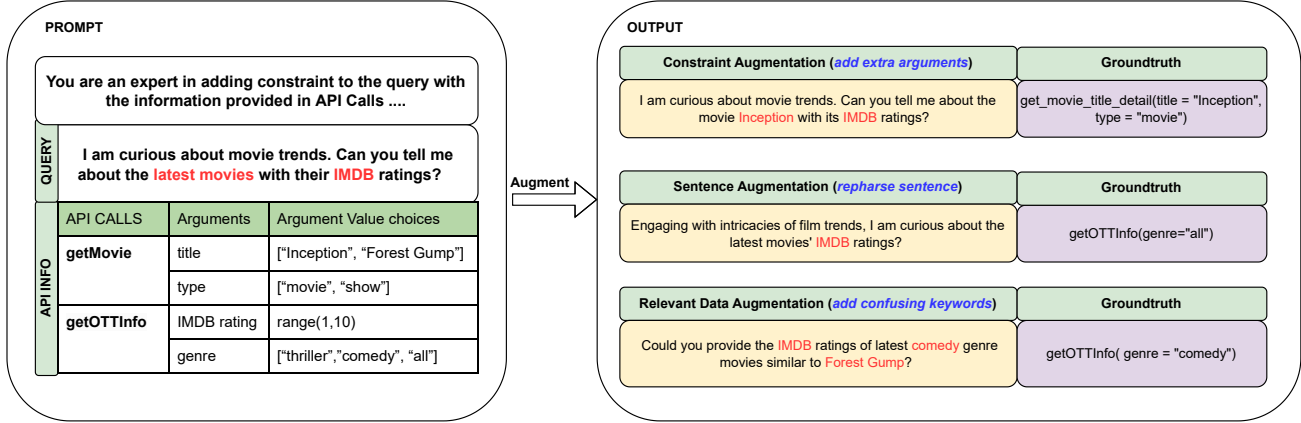 PROMPT
You are an expert in adding constraint to the query with
the information provided in API Calls ....
QUERY
I am curious about movie trends. Can you tell me
about the latest movies with their IMDB ratings?
API INFO
API CALLS Arguments Argument Value choices
getMovie title [“Inception”, “Forest Gump”]
type [“movie”, “show”]
getOTTInfo IMDB rating range(1,10)
genre [“thriller”,”comedy”, “all”]
Augment
OUTPUT
Constraint Augmentation (add extra arguments) Groundtruth
I am curious about movie trends. Can you tell me about the
movie Inception with its IMDB ratings?
get_movie_title_detail(title = "Inception",
type = "movie")
Sentence Augmentation (repharse sentence) Groundtruth
Engaging with intricacies of film trends, I am curious about the
latest movies' IMDB ratings?
getOTTInfo(genre="all")
Relevant Data Augmentation (add confusing keywords) Groundtruth
Could you provide the IMDB ratings of latest comedy genre
movies similar to Forest Gump?
getOTTInfo( genre = "comedy")